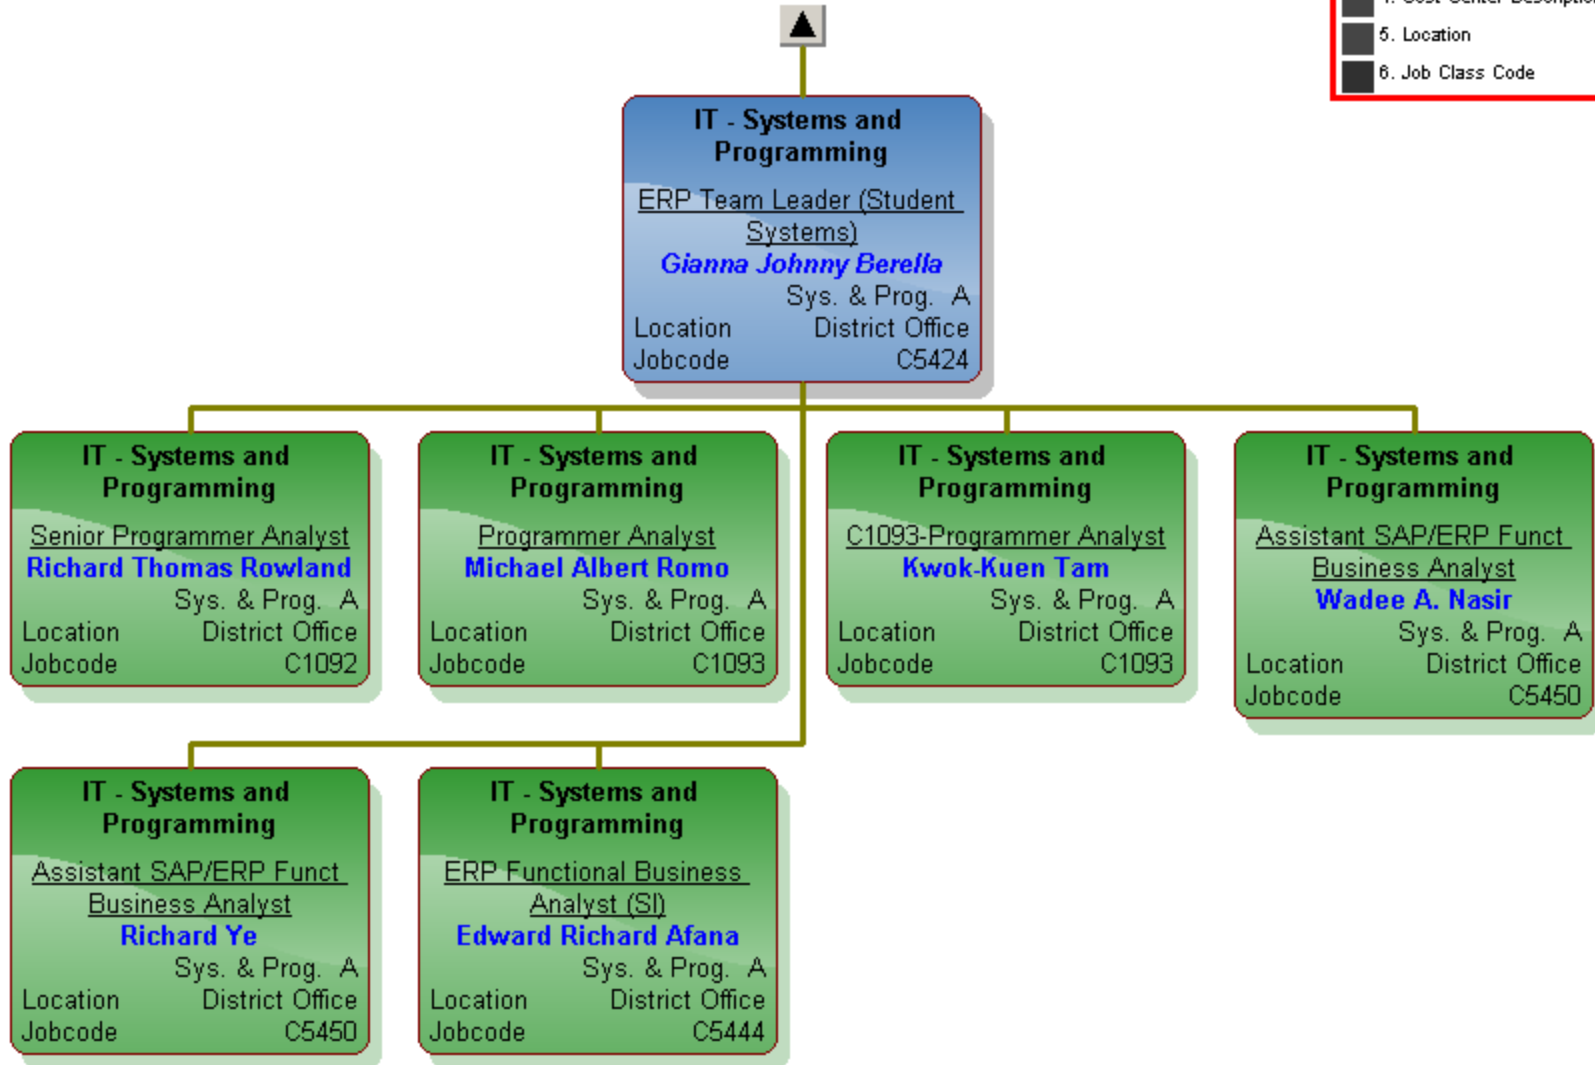 5. Location
6. Job Class Code
IT - Systems and
Programming
ERP Team Leader (Student
Systems)
Gianna Johnny Berella
Sys. & Prog. A
Location District Office
Jobcode C5424
IT - Systems and
Programming
Senior Programmer Analyst
Richard Thomas Rowland
Sys. & Prog. A
Location District Office
Jobcode C1092
IT - Systems and
Programming
Programmer Analyst
Michael Albert Romo
Sys. & Prog. A
Location District Office
Jobcode C1093
IT - Systems and
Programming
C1093-Programmer Analyst
Kwok-Kuen Tam
Sys. & Prog. A
Location District Office
Jobcode C1093
IT - Systems and
Programming
Assistant SAP/ERP Funct
Business Analyst
Wadee A. Nasir
Sys. & Prog. A
Location District Office
Jobcode C5450
IT - Systems and
Programming
Assistant SAP/ERP Funct
Business Analyst
Richard Ye
Sys. & Prog. A
Location District Office
Jobcode C5450
IT - Systems and
Programming
ERP Functional Business
Analyst (SI)
Edward Richard Afana
Sys. & Prog. A
Location District Office
Jobcode C5444